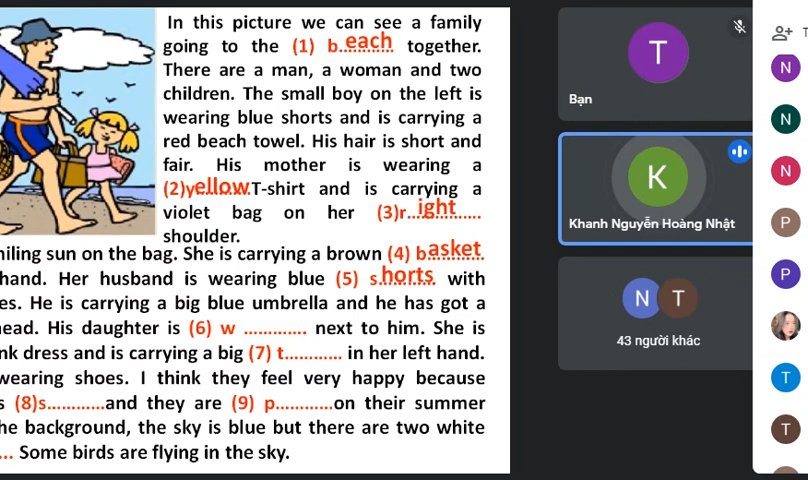 In this picture we can see a family
going to the (1) b.each........ together.
There are a man, a woman and two
children. The small boy on the left is
wearing blue shorts and is carrying a
red beach towel. His hair is short and
fair. His mother is wearing a
(2)yellow.T-shirt and is carrying a
violet bag on her (3)r..ight......
shoulder.
miling sun on the bag. She is carrying a brown (4) basket.
hand. Her husband is wearing blue (5) s.horts.. with
es. He is carrying a big blue umbrella and he has got a
head. His daughter is (6) w ............. next to him. She is
nk dress and is carrying a big (7) t............ in her left hand.
wearing shoes. I think they feel very happy because
s (8)s............and they are (9) p............on their summer
he background, the sky is blue but there are two white
... Some birds are flying in the sky.
T
Bạn
K
Khanh Nguyễn Hoàng Nhật
N T
43 người khác
T
N
N
N
P
P
T
T